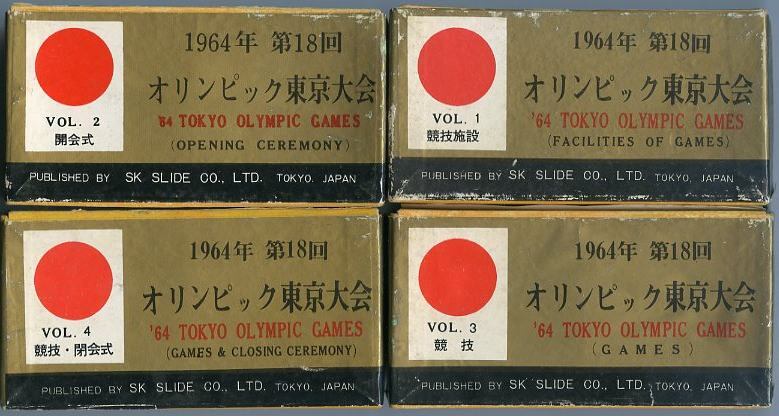 1964年 第18回
オリンピック東京大会
'64 TOKYO OLYMPIC GAMES
(OPENING CEREMONY)
VOL. 2
開会式
PUBLISHED BY SK SLIDE CO., LTD. TOKYO, JAPAN
1964年 第18回
オリンピック東京大会
'64 TOKYO OLYMPIC GAMES
(FACILITIES OF GAMES)
VOL. 1
競技施設
PUBLISHED BY SK SLIDE CO., LTD. TOKYO, JAPAN
1964年 第18回
オリンピック東京大会
'64 TOKYO OLYMPIC GAMES
(GAMES & CLOSING CEREMONY)
VOL. 4
競技・閉会式
PUBLISHED BY SK SLIDE CO., LTD. TOKYO, JAPAN
1964年 第18回
オリンピック東京大会
'64 TOKYO OLYMPIC GAMES
(GAMES)
VOL. 3
競技
PUBLISHED BY SK SLIDE CO., LTD. TOKYO, JAPAN